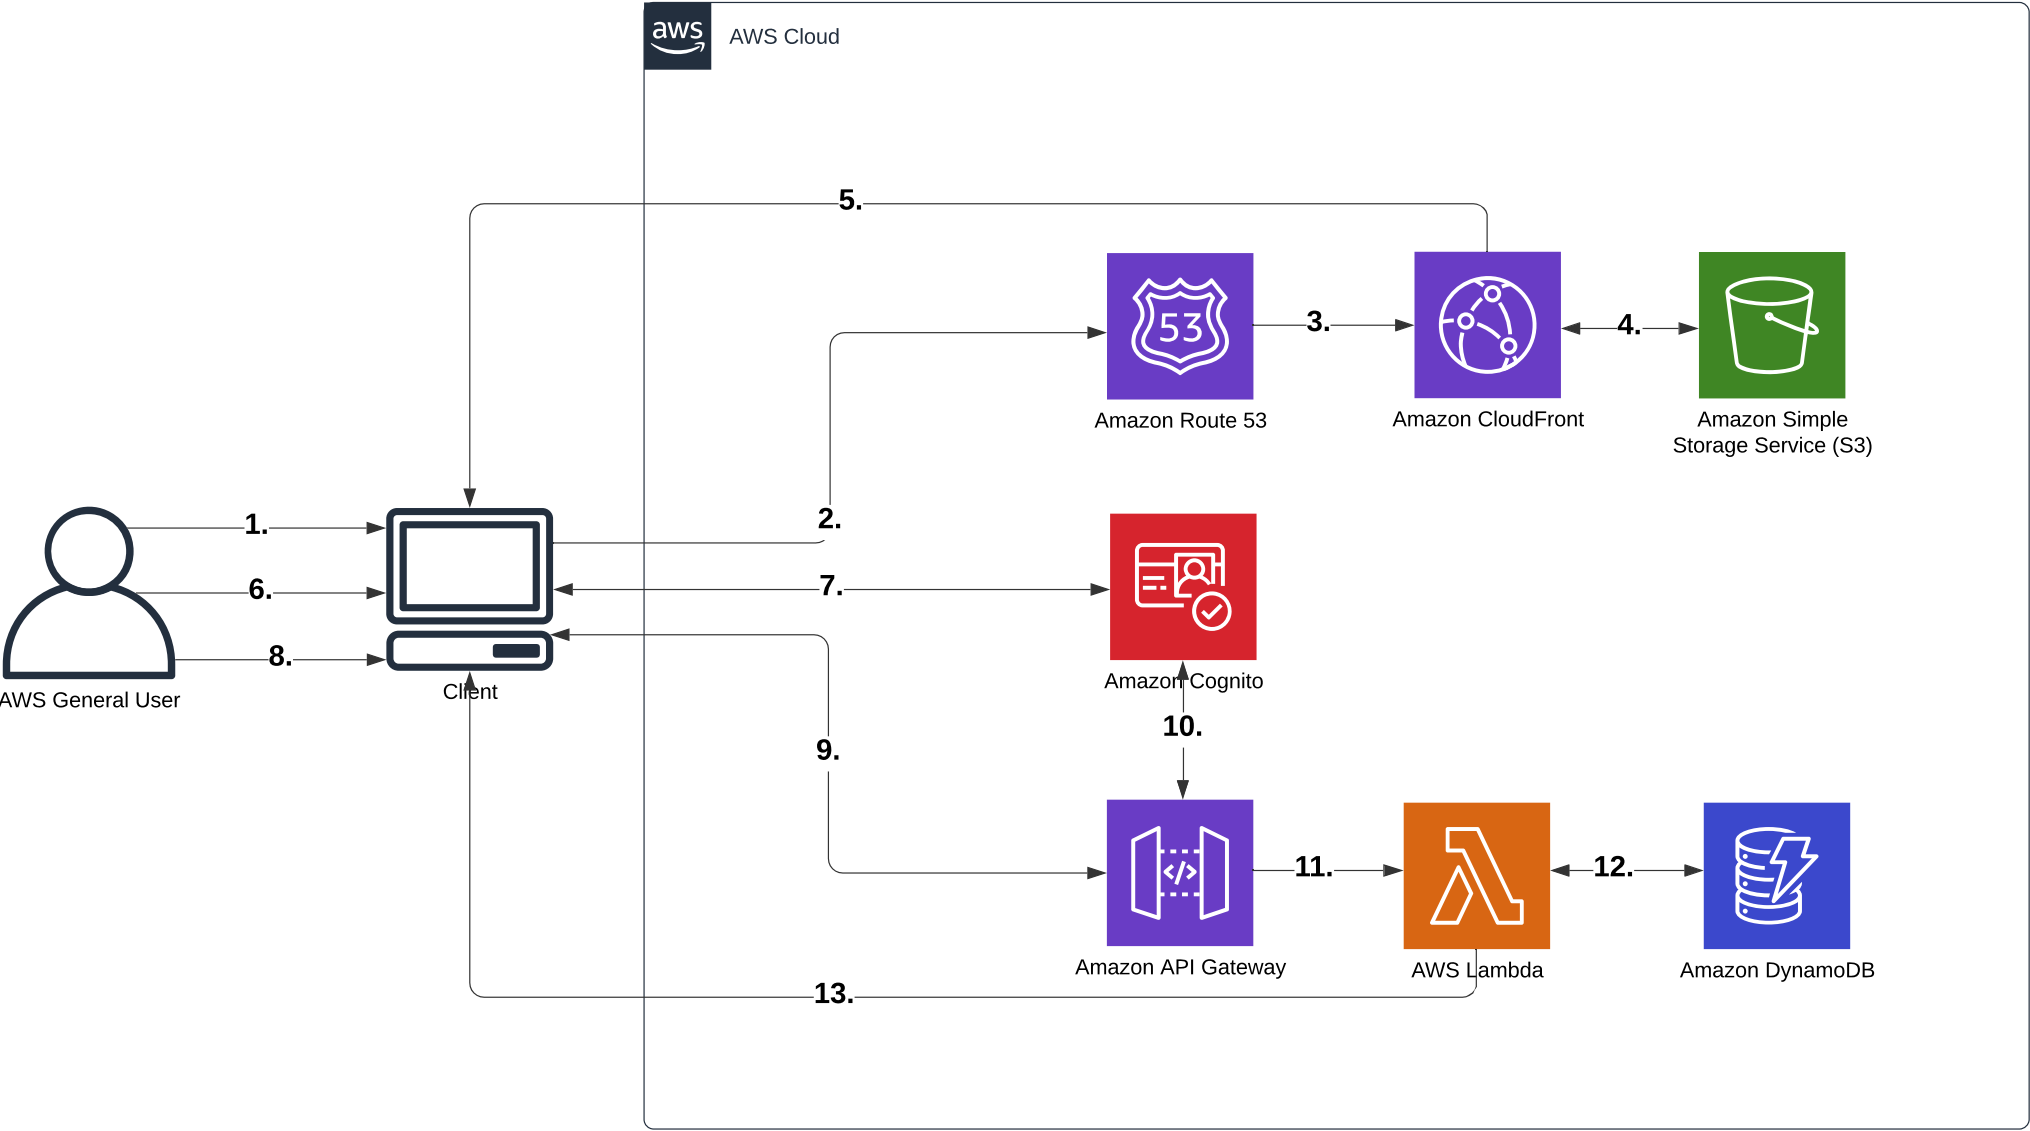 aws
AWS Cloud
5.
53
3.
4.
Amazon Route 53
Amazon CloudFront
Amazon Simple
Storage Service (S3)
1.
2.
6.
7.
8.
AWS General User
Client
Amazon Cognito
10.
9.
</>
11.
12.
Amazon API Gateway
AWS Lambda
Amazon DynamoDB
13.